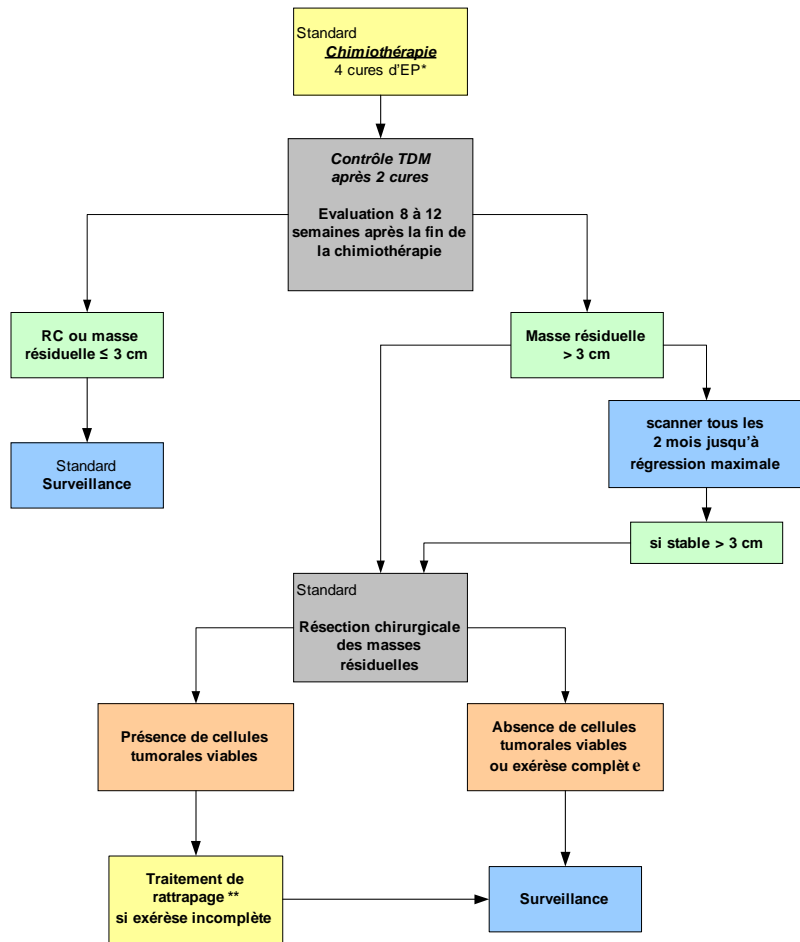 Standard
Chimiothérapie
4 cures d'EP*
Contrôle TDM
après 2 cures
Evaluation 8 à 12
semaines après la fin de
la chimiothérapie
RC ou masse
résiduelle ≤ 3 cm
Masse résiduelle
> 3 cm
scanner tous les
2 mois jusqu'à
régression maximale
Standard
Surveillance
si stable > 3 cm
Standard
Résection chirurgicale
des masses
résiduelles
Présence de cellules
tumorales viables
Absence de cellules
tumorales viables
ou exérèse complèt e
Traitement de
rattrapage **
si exérèse incomplète
Surveillance